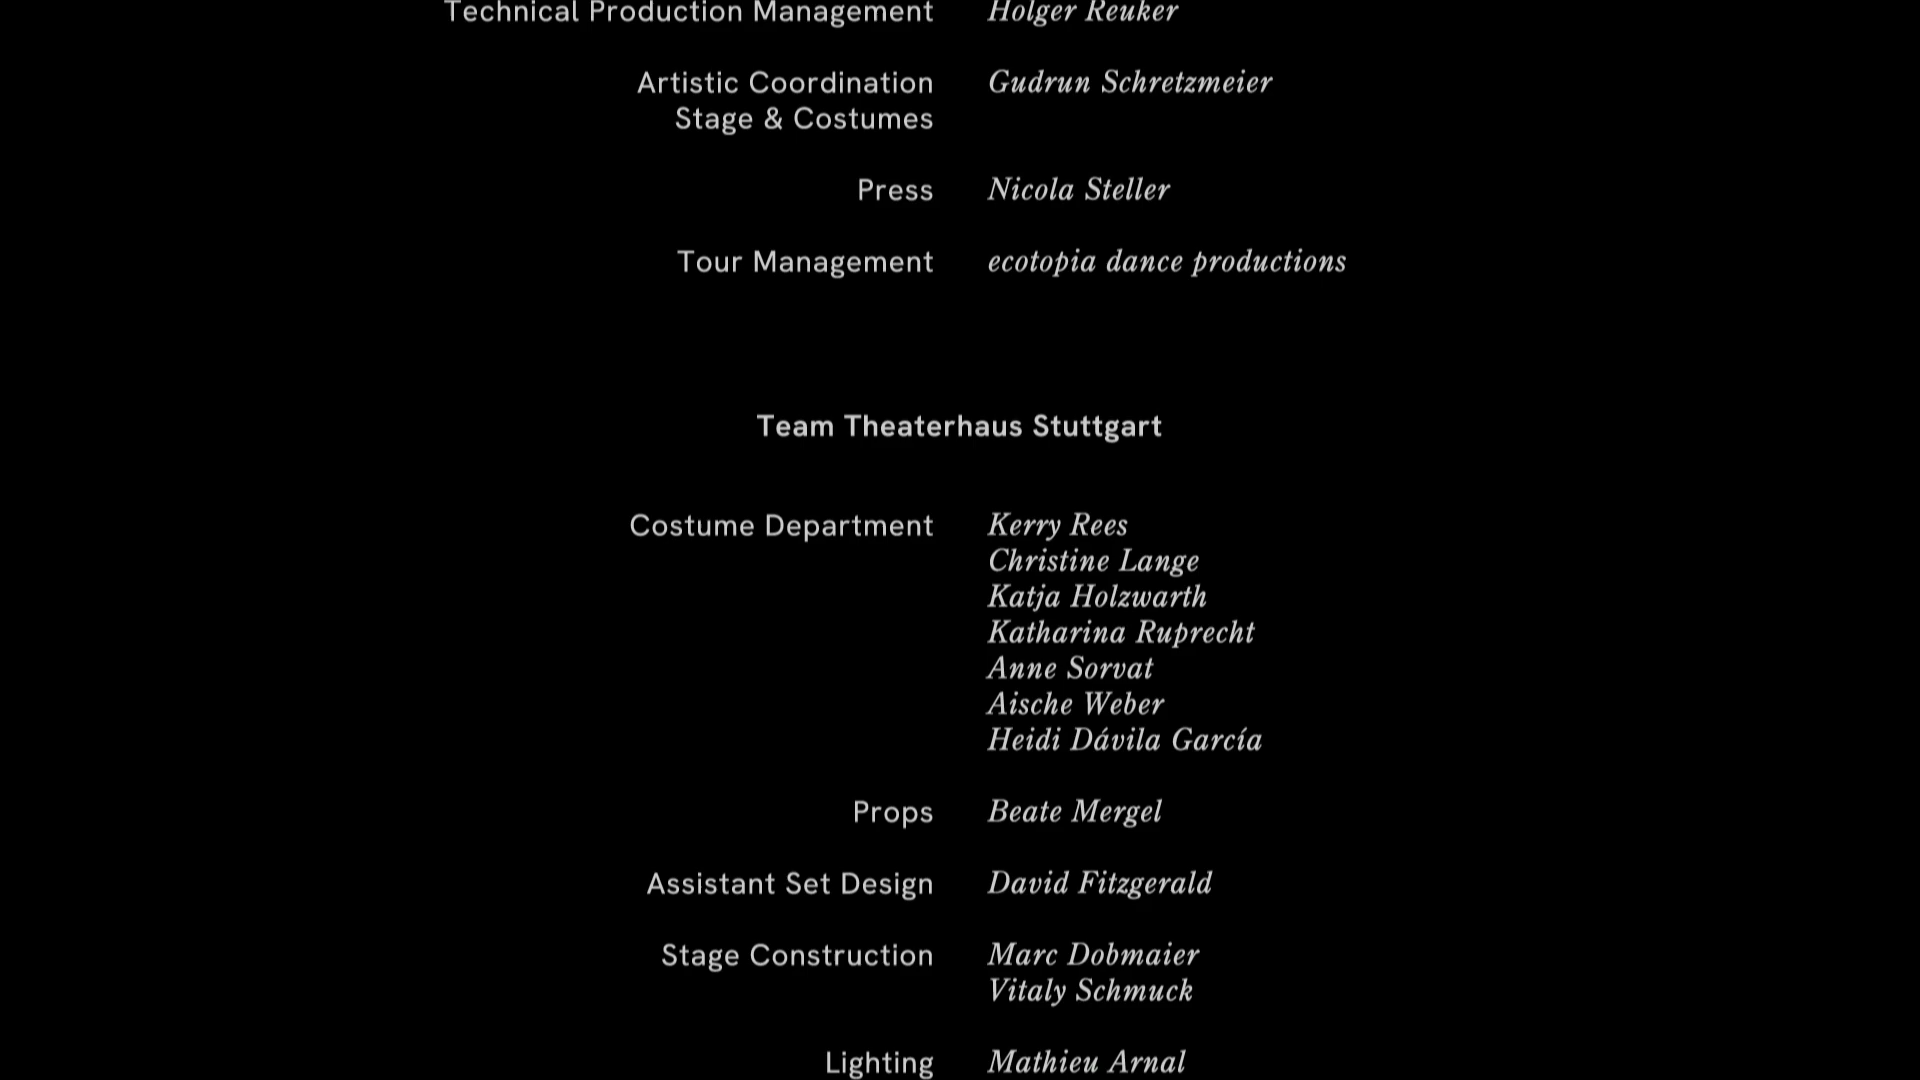 Technical Production Management Holger Reuker
Artistic Coordination Gudrun Schretzmeier
Stage & Costumes
Press Nicola Steller
Tour Management ecotopia dance productions
Team Theaterhaus Stuttgart
Costume Department Kerry Rees
Christine Lange
Katja Holzwarth
Katharina Ruprecht
Anne Sorvat
Aische Weber
Heidi Dávila García
Props Beate Mergel
Assistant Set Design David Fitzgerald
Stage Construction Marc Dobmaier
Vitaly Schmuck
Lighting Mathieu Arnal